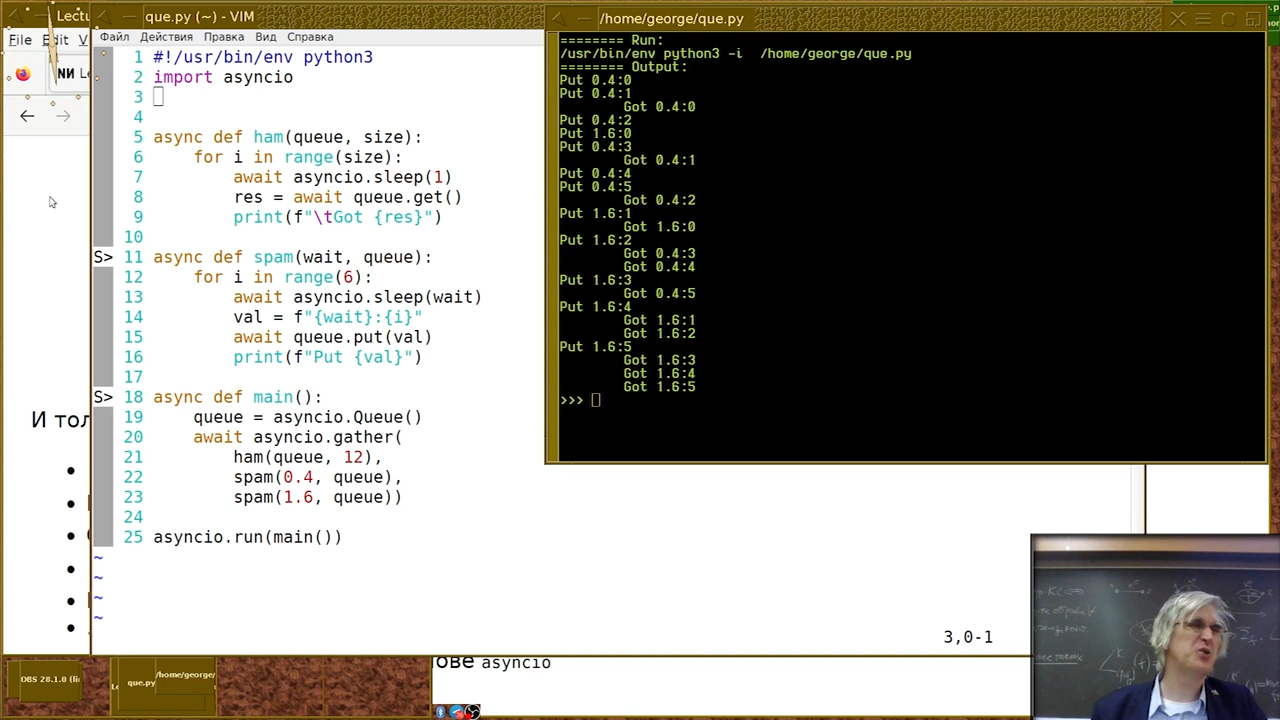 Lectu
File Edit V
NИ Le
И тол
que.py (~) - VIM
Файл Действия Правка Вид Справка
1 #!/usr/bin/env python3
2 import asyncio
3
4
5 async def ham(queue, size):
6 for i in range(size):
7 await asyncio.sleep(1)
8 res = await queue.get()
9 print(f"\tGot {res}")
10
S> 11 async def spam(wait, queue):
12 for i in range(6):
13 await asyncio.sleep(wait)
14 val = f"{wait}:{i}"
15 await queue.put(val)
16 print(f"Put {val}")
17
S> 18 async def main():
19 queue = asyncio.Queue()
20 await asyncio.gather(
21 ham(queue, 12),
22 spam(0.4, queue),
23 spam(1.6, queue))
24
25 asyncio.run(main())
~
~
~
~
3,0-1
/home/george/que.py
======== Run:
/usr/bin/env python3 -i /home/george/que.py
======== Output:
Put 0.4:0
Put 0.4:1
Got 0.4:0
Put 0.4:2
Put 1.6:0
Put 0.4:3
Got 0.4:1
Put 0.4:4
Put 0.4:5
Got 0.4:2
Put 1.6:1
Got 1.6:0
Put 1.6:2
Got 0.4:3
Got 0.4:4
Put 1.6:3
Got 0.4:5
Put 1.6:4
Got 1.6:1
Got 1.6:2
Put 1.6:5
Got 1.6:3
Got 1.6:4
Got 1.6:5
>>>
ове asyncio
OBS 28.1.0 (li
que.py
/home/george/